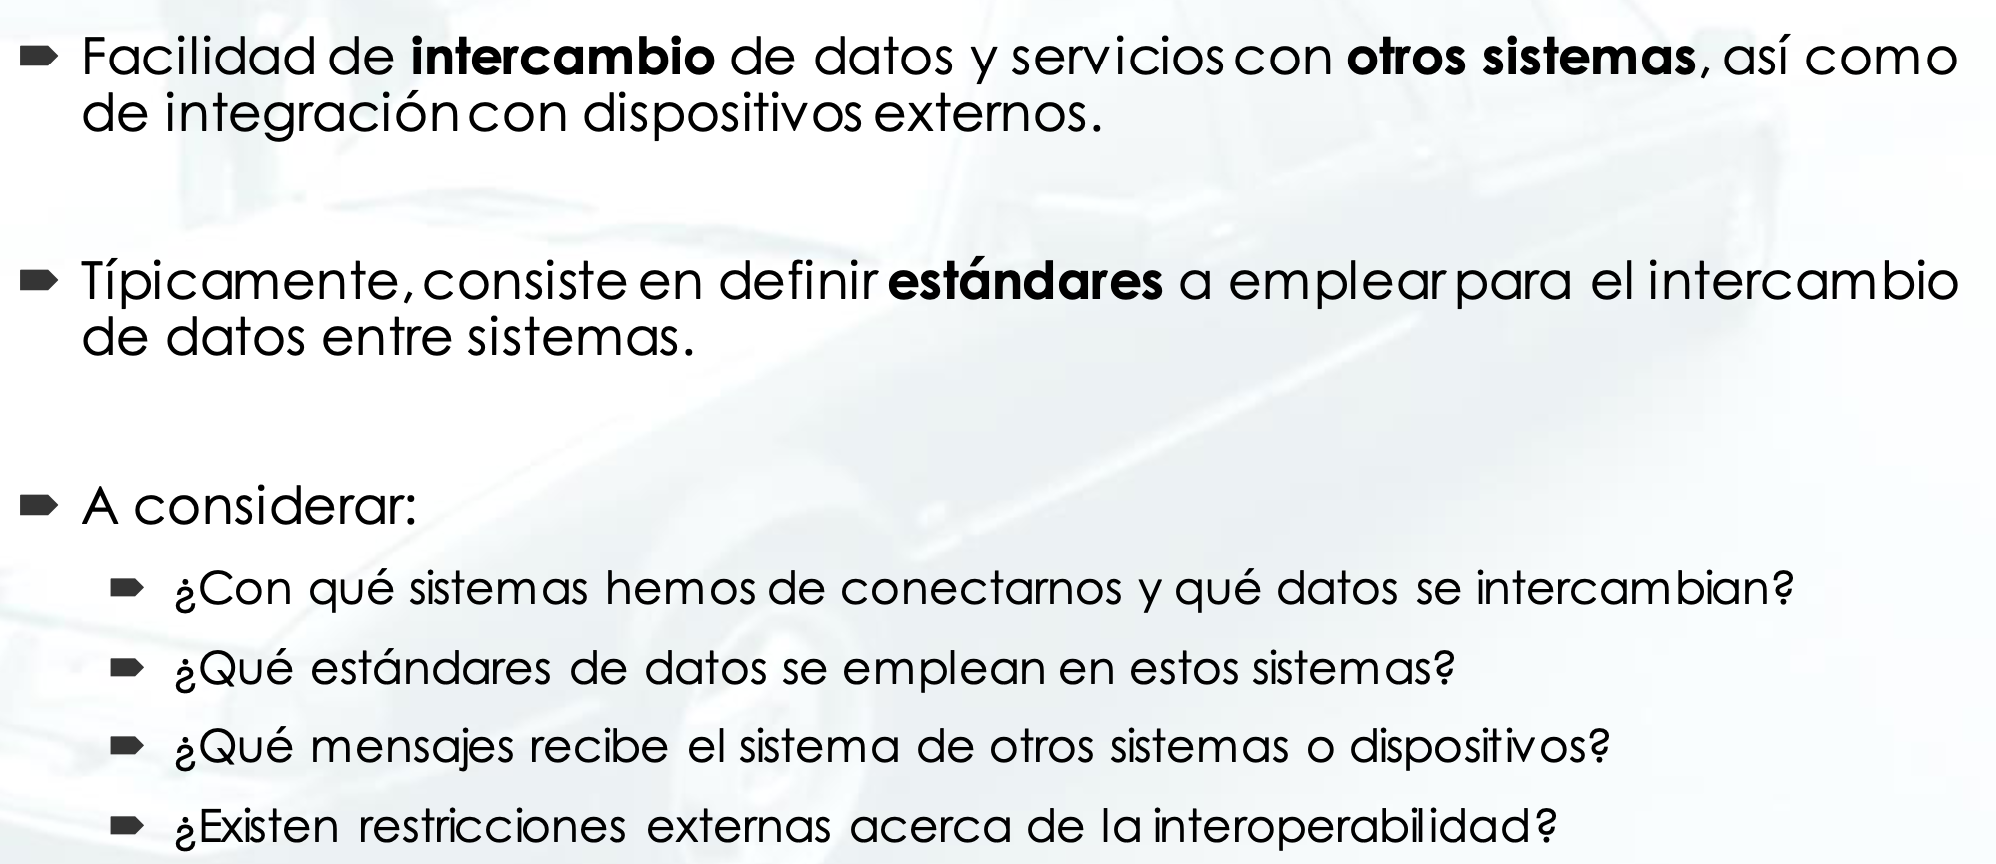 Facilidad de intercambio de datos y servicios con otros sistemas, así como
de integración con dispositivos externos.
Típicamente, consiste en definir estándares a emplear para el intercambio
de datos entre sistemas.
A considerar:
¿Con qué sistemas hemos de conectarnos y qué datos se intercambian?
¿Qué estándares de datos se emplean en estos sistemas?
¿Qué mensajes recibe el sistema de otros sistemas o dispositivos?
¿Existen restricciones externas acerca de la interoperabilidad?